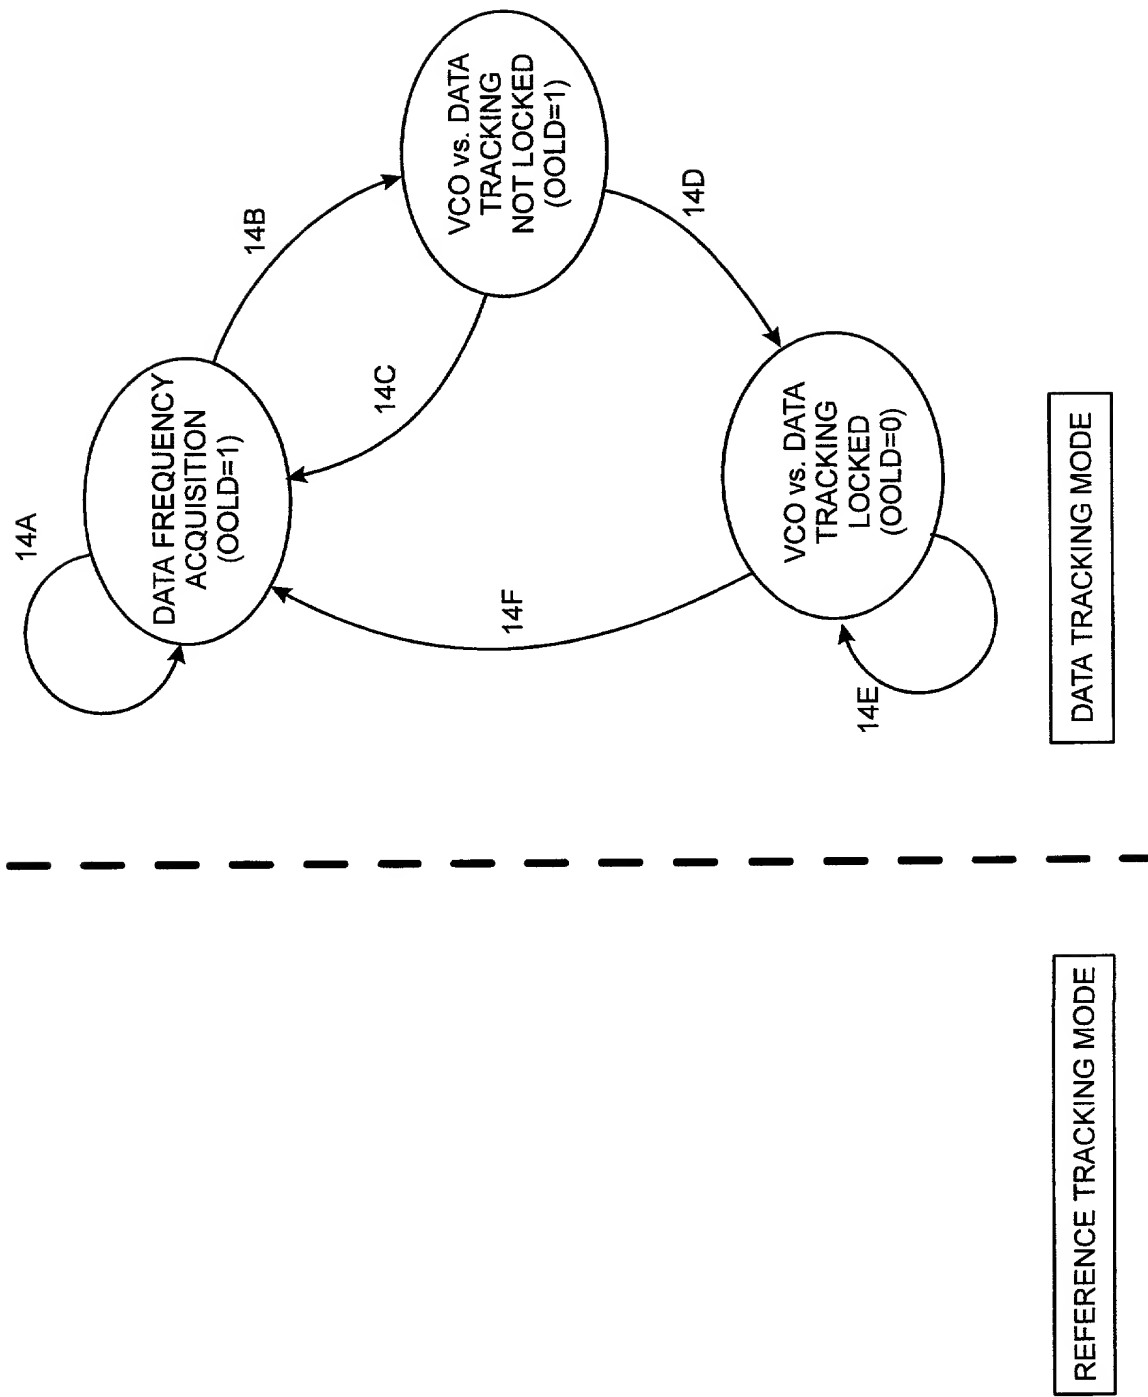 14A
DATA FREQUENCY
ACQUISITION
(OOLD=1)
14B
14C
VCO vs. DATA
TRACKING
NOT LOCKED
(OOLD=1)
14D
14F
VCO vs. DATA
TRACKING
LOCKED
(OOLD=0)
14E
REFERENCE TRACKING MODE
DATA TRACKING MODE